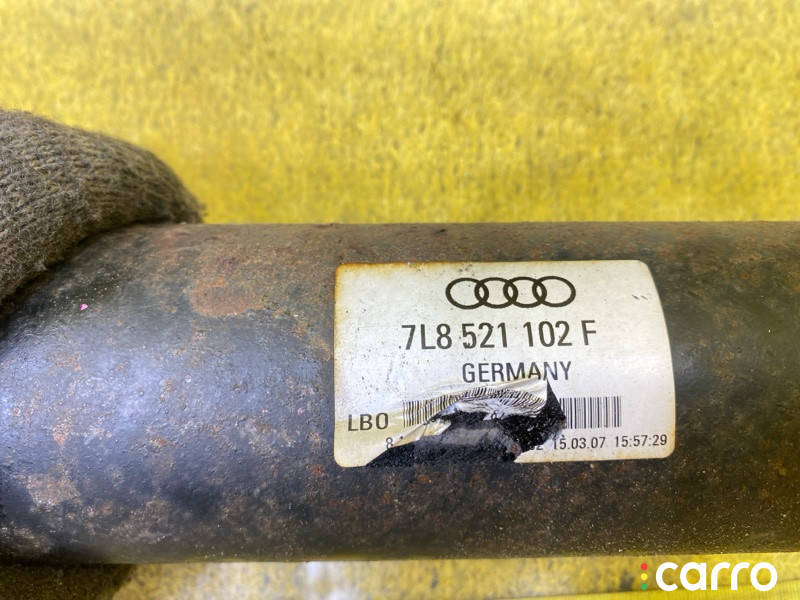 7L8 521 102 F
GERMANY
LBO
15.03.07 15:57:29
carro